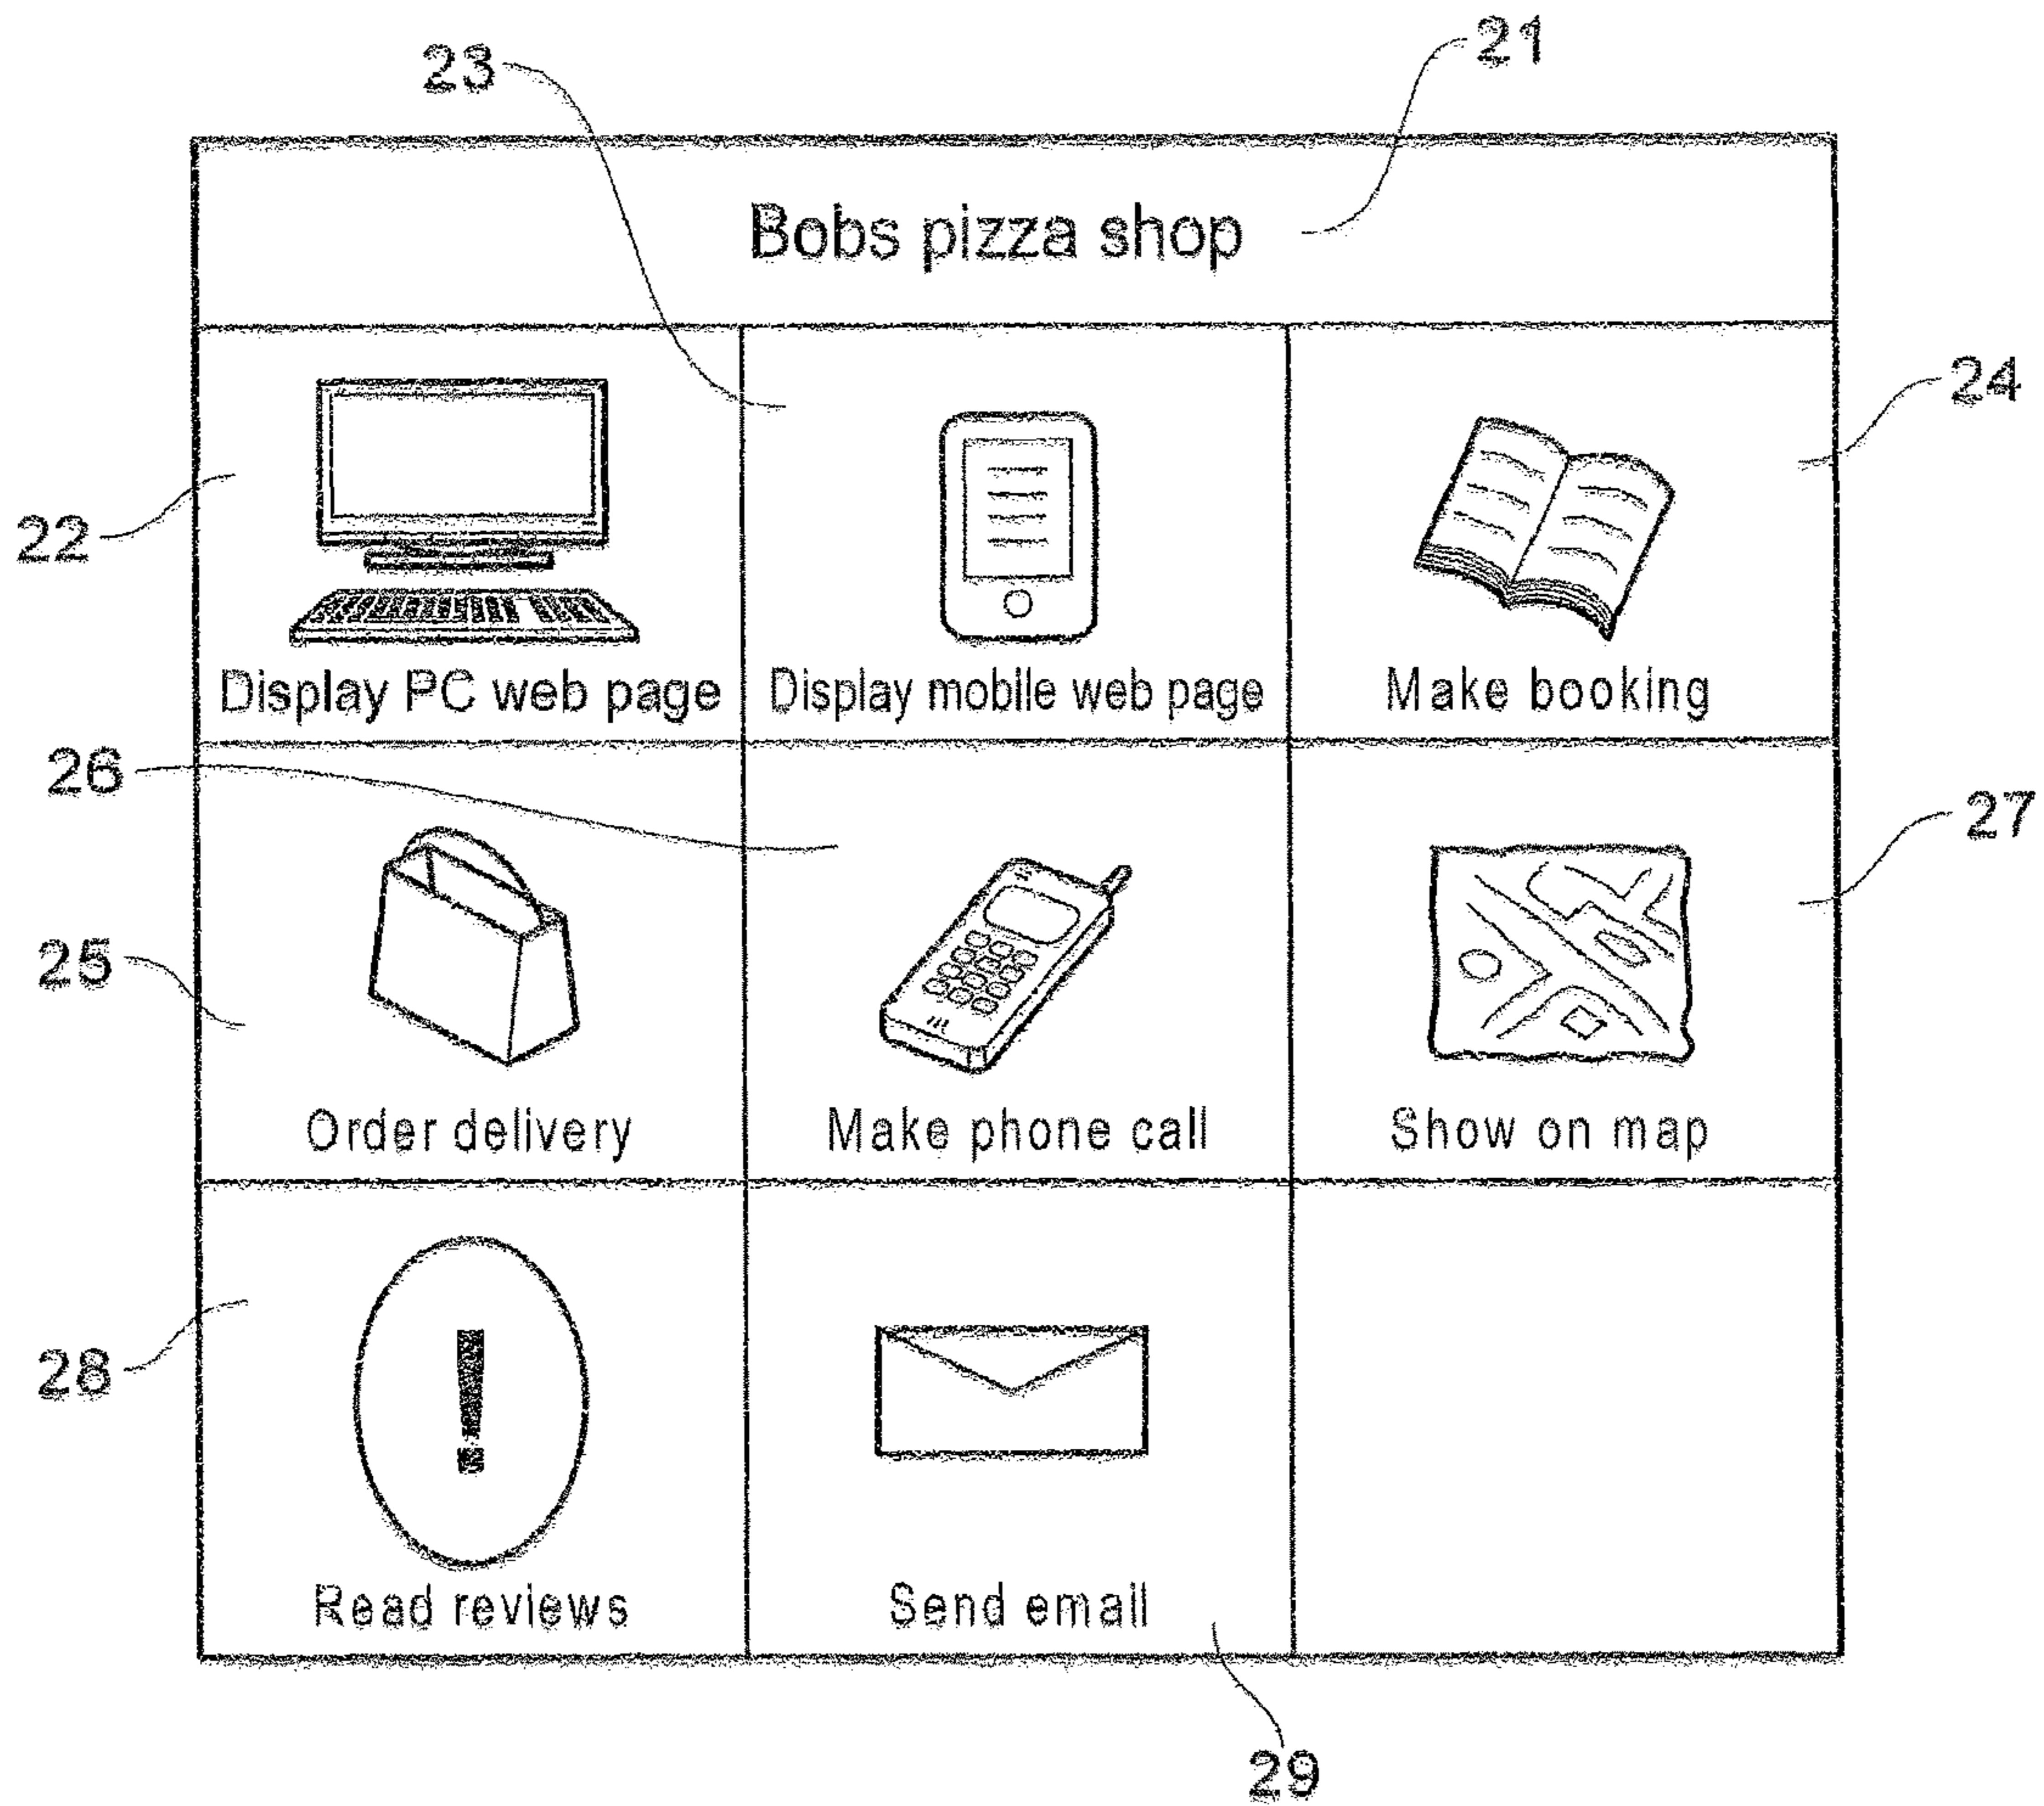 21
23
Bobs pizza shop
24
22
Display PC web page
Display mobile web page
Make booking
26
27
25
Order delivery
Make phone call
Show on map
28
Read reviews
Send email
29